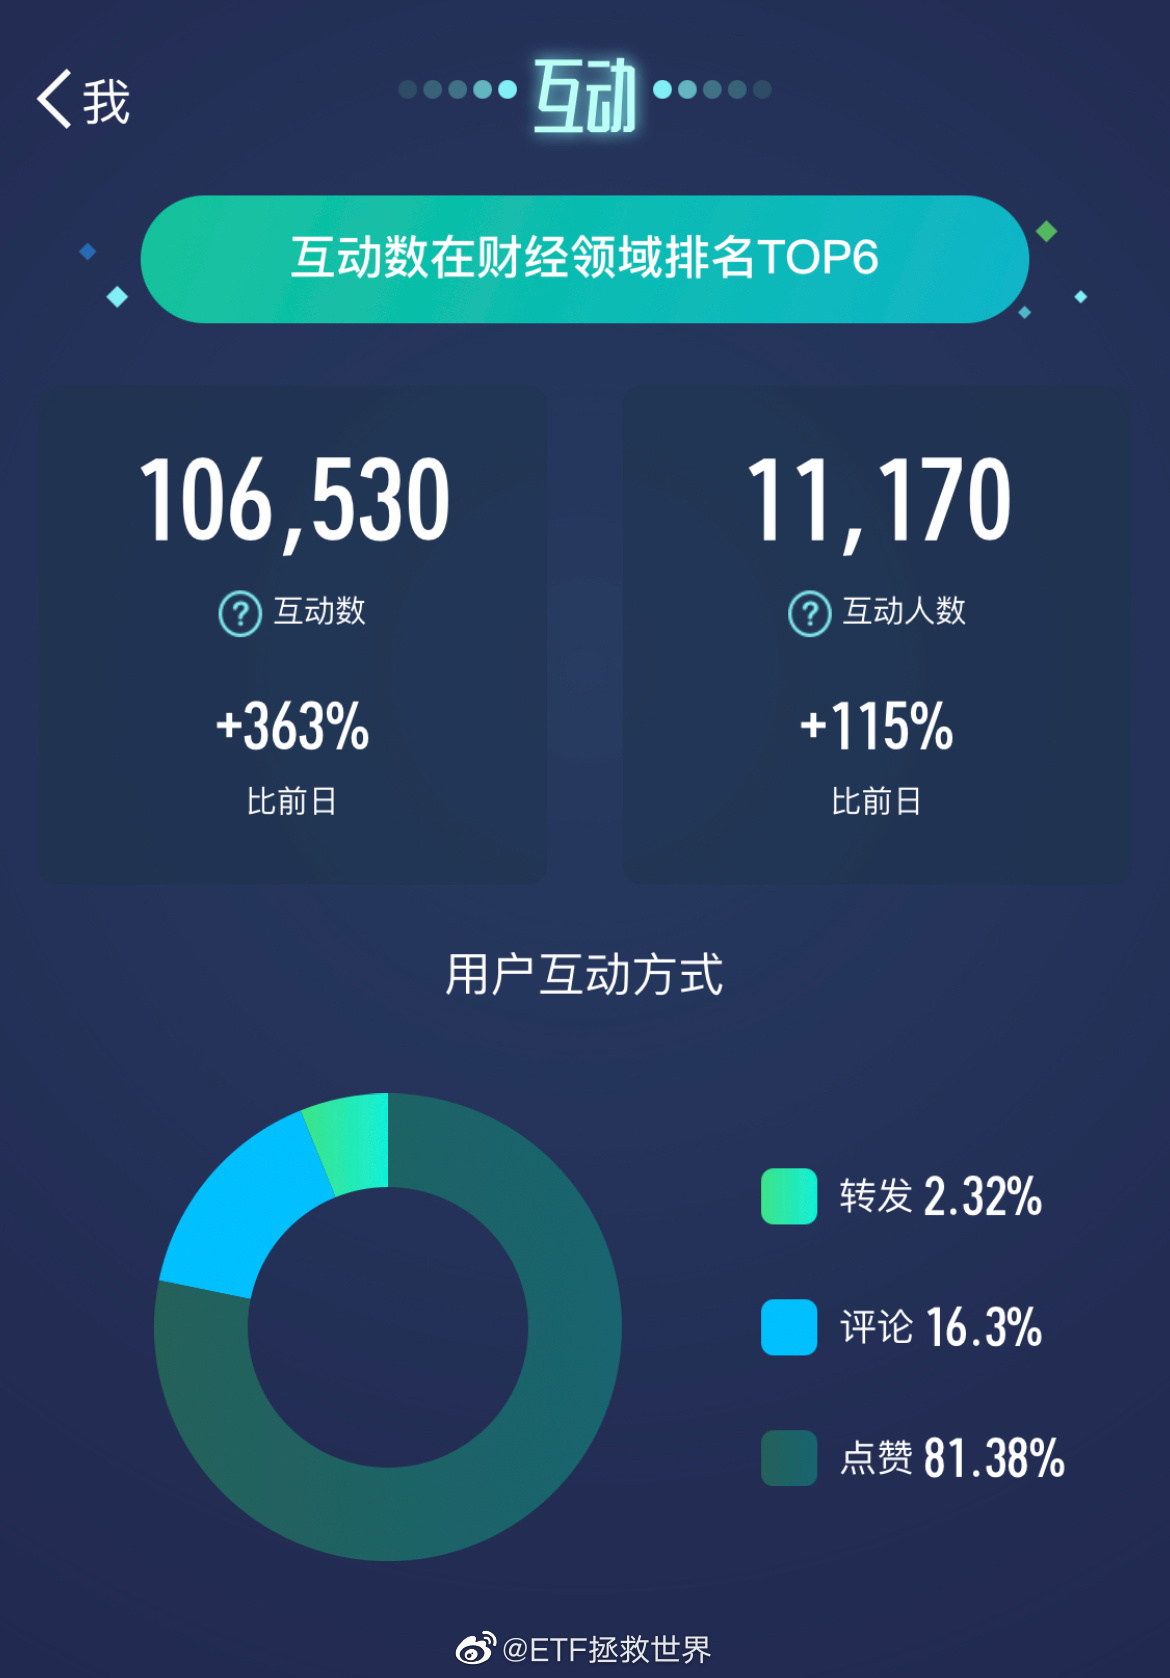 我
互动
互动数在财经领域排名TOP6
106,530
11,170
? 互动数
? 互动人数
+363%
+115%
比前日
比前日
用户互动方式
转发 2.32%
评论 16.3%
点赞 81.38%
@ETF拯救世界